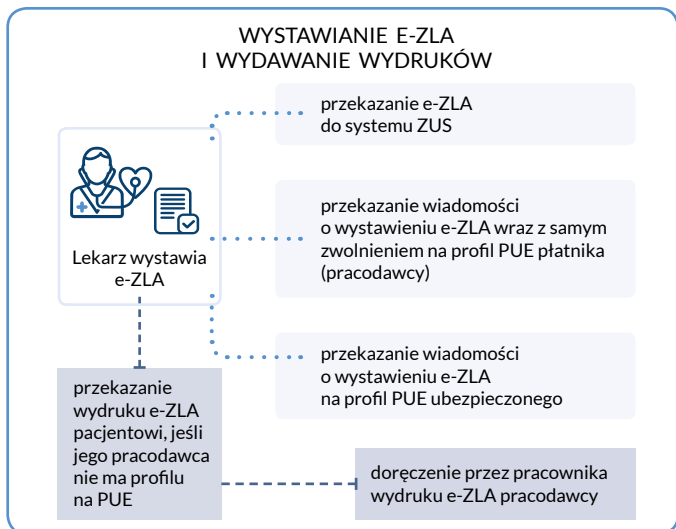 WYSTAWIANIE E-ZLA
I WYDAWANIE WYDRUKÓW
przekazanie e-ZLA
do systemu ZUS
Lekarz wystawia
e-ZLA
przekazanie wiadomości
o wystawieniu e-ZLA wraz z samym
zwolnieniem na profil PUE płatnika
(pracodawcy)
przekazanie wiadomości
o wystawieniu e-ZLA
na profil PUE ubezpieczonego
przekazanie
wydruku e-ZLA
pacjentowi, jeśli
jego pracodawca
nie ma profilu
na PUE
doręczenie przez pracownika
wydruku e-ZLA pracodawcy